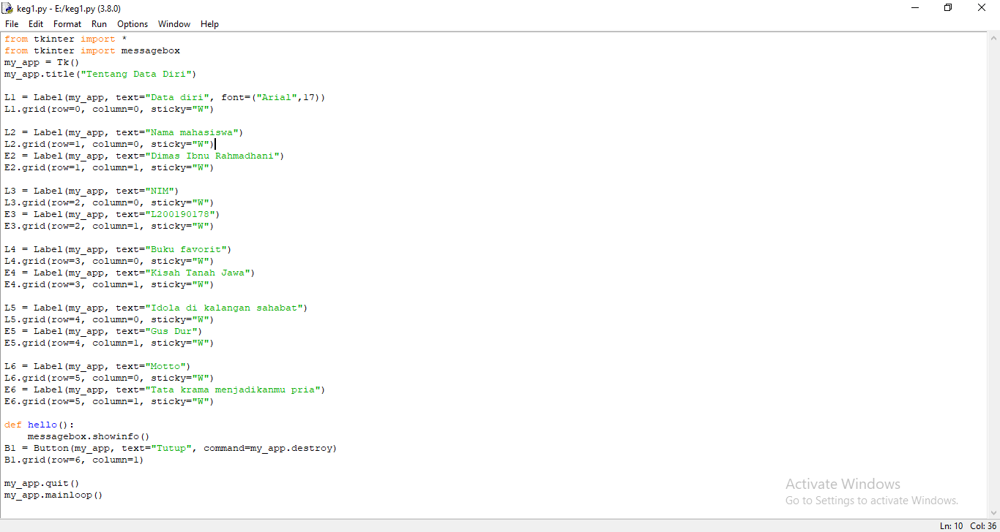 keg1.py - E:/keg1.py (3.8.0)
File Edit Format Run Options Window Help
from tkinter import *
from tkinter import messagebox
my_app = Tk()
my_app.title("Tentang Data Diri")

L1 = Label(my_app, text="Data diri", font=("Arial",17))
L1.grid(row=0, column=0, sticky="W")

L2 = Label(my_app, text="Nama mahasiswa")
L2.grid(row=1, column=0, sticky="W")
E2 = Label(my_app, text="Dimas Ibnu Rahmadhani")
E2.grid(row=1, column=1, sticky="W")

L3 = Label(my_app, text="NIM")
L3.grid(row=2, column=0, sticky="W")
E3 = Label(my_app, text="L200190178")
E3.grid(row=2, column=1, sticky="W")

L4 = Label(my_app, text="Buku favorit")
L4.grid(row=3, column=0, sticky="W")
E4 = Label(my_app, text="Kisah Tanah Jawa")
E4.grid(row=3, column=1, sticky="W")

L5 = Label(my_app, text="Idola di kalangan sahabat")
L5.grid(row=4, column=0, sticky="W")
E5 = Label(my_app, text="Gus Dur")
E5.grid(row=4, column=1, sticky="W")

L6 = Label(my_app, text="Motto")
L6.grid(row=5, column=0, sticky="W")
E6 = Label(my_app, text="Tata krama menjadikanmu pria")
E6.grid(row=5, column=1, sticky="W")

def hello():
    messagebox.showinfo()
B1 = Button(my_app, text="Tutup", command=my_app.destroy)
B1.grid(row=6, column=1)

my_app.quit()
my_app.mainloop()
Activate Windows
Go to Settings to activate Windows.
Ln: 10 Col: 36